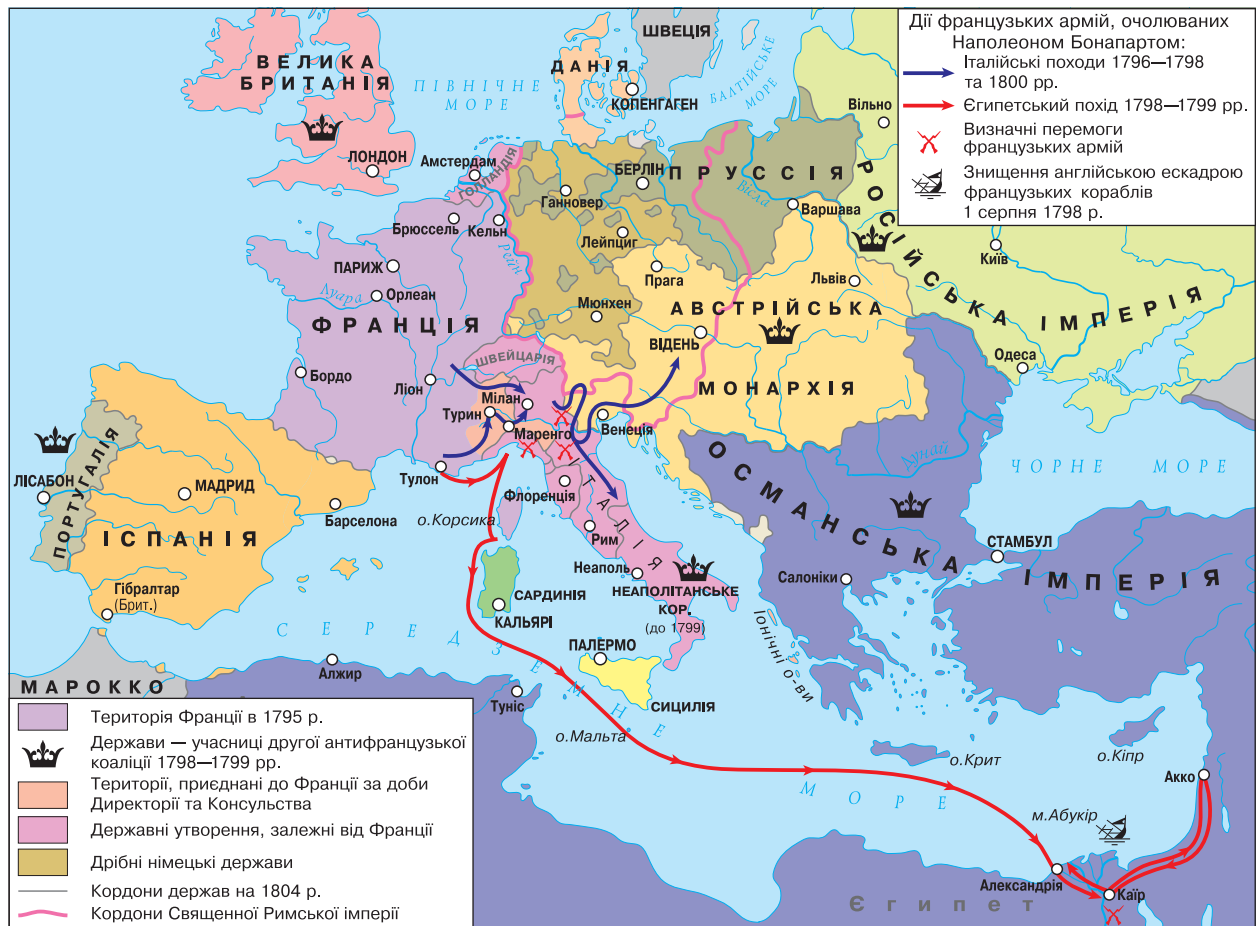 Дії французьких армій, очолюваних
Наполеоном Бонапартом:
Італійські походи 1796—1798
та 1800 рр.
Єгипетський похід 1798—1799 рр.
Визначні перемоги
французьких армій
Знищення англійською ескадрою
французьких кораблів
1 серпня 1798 р.
ВЕЛИКА
БРИТАНІЯ
ЛОНДОН
ПІВНІЧНЕ
МОРЕ
ДАНІЯ
КОПЕНГАГЕН
ШВЕЦІЯ
БАЛТІЙСЬКЕ
МОРЕ
Вільно
РОСІЙСЬКА ІМПЕРІЯ
Київ
Одеса
Амстердам
ГОЛЛАНДІЯ
Ганновер
БЕРЛІН
ПРУССІЯ
Вісла
Варшава
Брюссель
Кельн
Рейн
Лейпциг
Прага
Львів
ПАРИЖ
Луара
Орлеан
ФРАНЦІЯ
Мюнхен
АВСТРІЙСЬКА
МОНАРХІЯ
ВІДЕНЬ
ШВЕЙЦАРІЯ
Бордо
Ліон
Мілан
Турин
Маренго
Венеція
Тулон
Флоренція
ІТАЛІЯ
о.Корсика
Рим
Неаполь
НЕАПОЛІТАНСЬКЕ
КОР.
(до 1799)
САРДИНІЯ
КАЛЬЯРІ
ПАЛЕРМО
СИЦИЛІЯ
ПОРТУГАЛІЯ
ЛІСАБОН
МАДРИД
ІСПАНІЯ
Барселона
Гібралтар
(Брит.)
МАРОККО
Алжир
Туніс
СЕРЕДЗЕМНЕ
МОРЕ
о.Мальта
ОСМАНСЬКА ІМПЕРІЯ
Дунай
ЧОРНЕ МОРЕ
СТАМБУЛ
Салоніки
Іонічні о-ви
о.Крит
о.Кіпр
Акко
м.Абукір
Александрія
Каїр
Єгипет
Територія Франції в 1795 р.
Держави — учасниці другої антифранцузької
коаліції 1798—1799 рр.
Території, приєднані до Франції за доби
Директорії та Консульства
Державні утворення, залежні від Франції
Дрібні німецькі держави
Кордони держав на 1804 р.
Кордони Священної Римської імперії